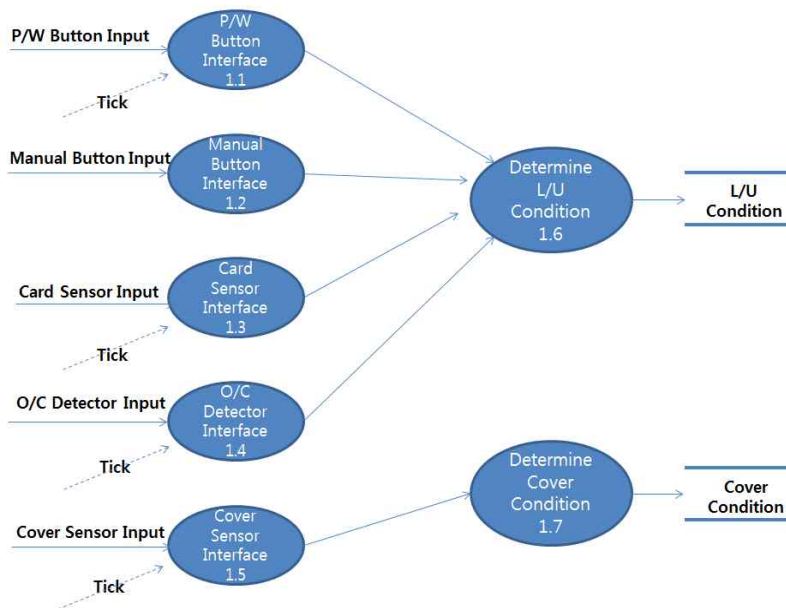 P/W Button Input
P/W
Button
Interface
1.1
Tick
Manual Button Input
Manual
Button
Interface
1.2
Determine
L/U
Condition
1.6
L/U
Condition
Card Sensor Input
Card
Sensor
Interface
1.3
Tick
O/C Detector Input
O/C
Detector
Interface
1.4
Tick
Determine
Cover
Condition
1.7
Cover
Condition
Cover Sensor Input
Cover
Sensor
Interface
1.5
Tick